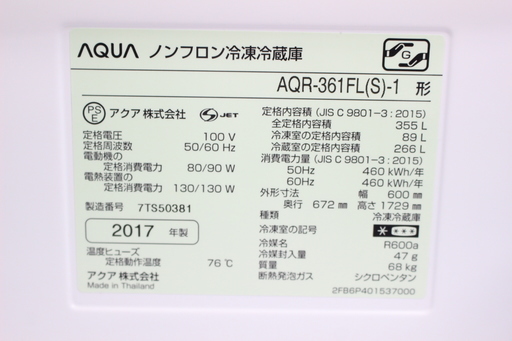 AQUA ノンフロン冷凍冷蔵庫
G
AQR-361FL(S)-1 形
PSE アクア株式会社 S JET
定格電圧 100 V
定格周波数 50/60 Hz
電動機の
定格消費電力 80/90 W
電熱装置の
定格消費電力 130/130 W
製造番号 7TS50381
2017 年製
温度ヒューズ
定格動作温度 76℃
アクア株式会社
Made in Thailand
定格内容積 (JIS C 9801-3 : 2015)
全定格内容積 355 L
冷凍室の定格内容積 89 L
冷蔵室の定格内容積 266 L
消費電力量 (JIS C 9801-3 : 2015)
50Hz 460 kWh/年
60Hz 460 kWh/年
外形寸法 幅 600 mm
奥行 672 mm 高さ 1729 mm
種類 冷凍冷蔵庫
冷凍室の記号
冷媒名 R600a
冷媒封入量 47 g
質量 68 kg
断熱発泡ガス シクロペンタン
2FB6P401537000